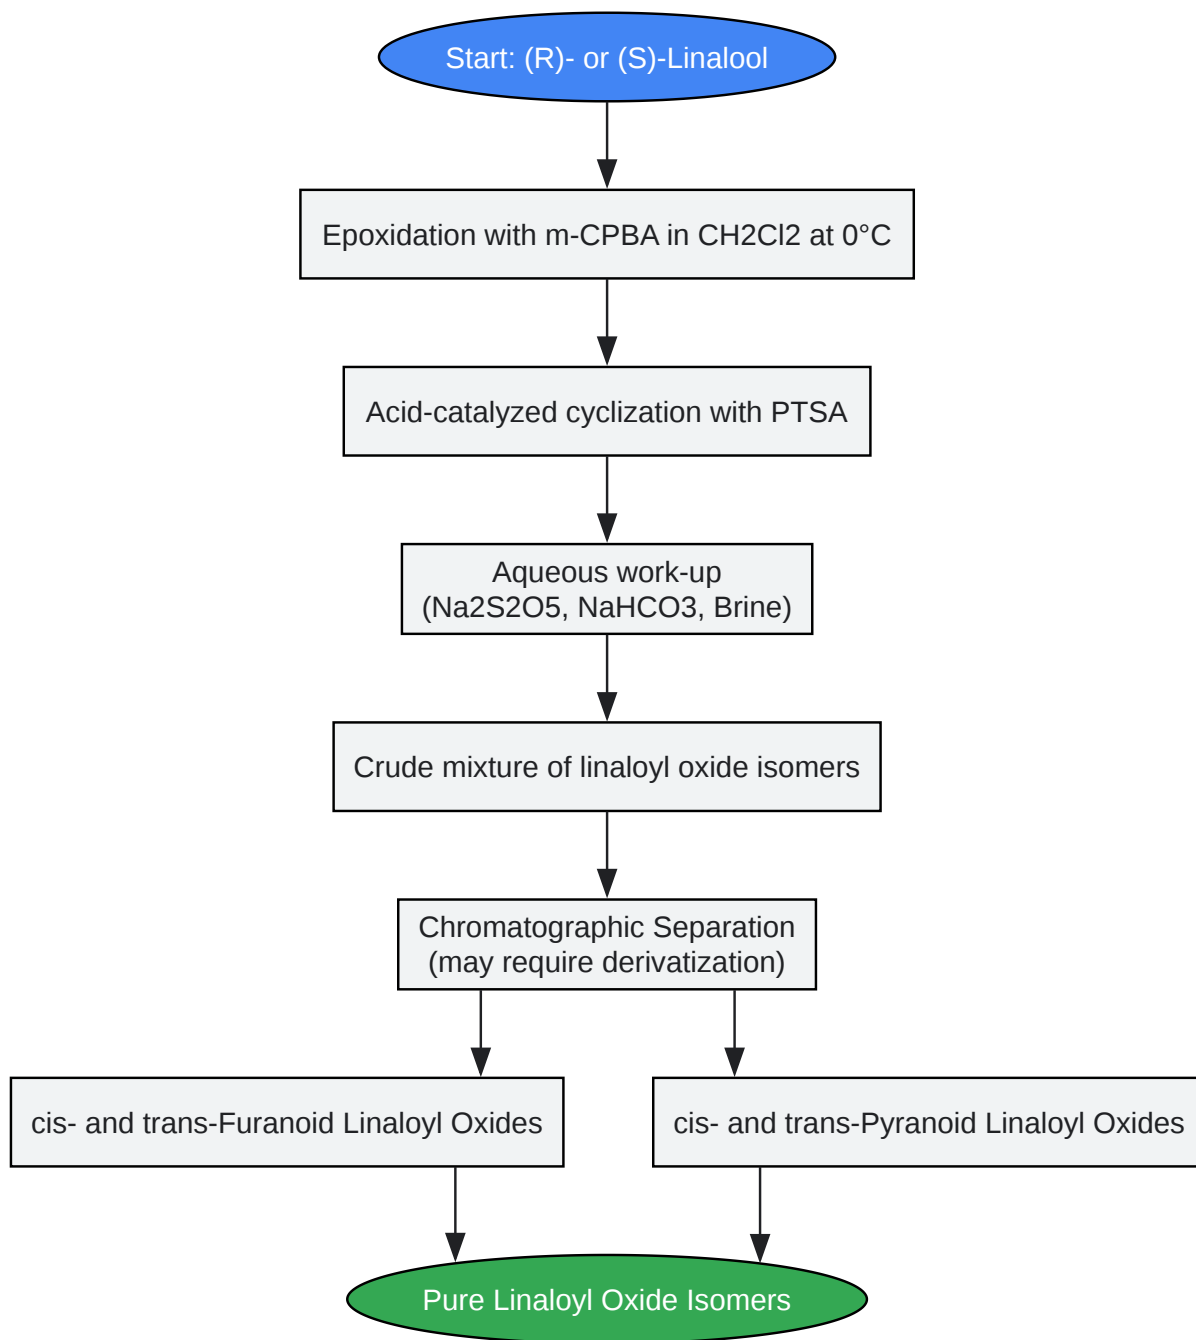 Start: (R)- or (S)-Linalool
Epoxidation with m-CPBA in CH2Cl2 at 0°C
Acid-catalyzed cyclization with PTSA
Aqueous work-up
(Na2S2O5, NaHCO3, Brine)
Crude mixture of linaloyl oxide isomers
Chromatographic Separation
(may require derivatization)
cis- and trans-Furanoid Linaloyl Oxides
cis- and trans-Pyranoid Linaloyl Oxides
Pure Linaloyl Oxide Isomers